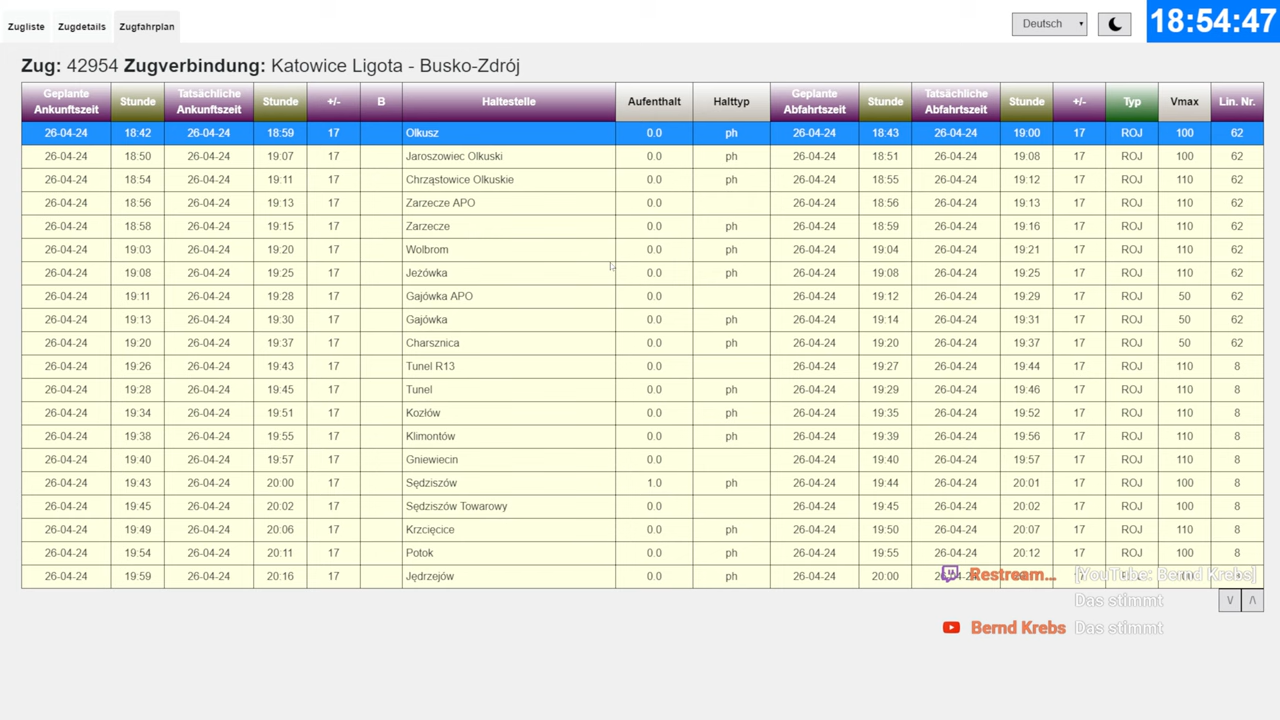 Zugliste Zugdetails Zugfahrplan Deutsch 18:54:47
Zug: 42954 Zugverbindung: Katowice Ligota - Busko-Zdrój
Geplante Ankunftszeit Stunde Tatsächliche Ankunftszeit Stunde +/- B Haltestelle Aufenthalt Halttyp Geplante Abfahrtszeit Stunde Tatsächliche Abfahrtszeit Stunde +/- Typ Vmax Lin. Nr.
26-04-24 18:42 26-04-24 18:59 17 Olkusz 0.0 ph 26-04-24 18:43 26-04-24 19:00 17 ROJ 100 62
26-04-24 18:50 26-04-24 19:07 17 Jaroszowiec Olkuski 0.0 ph 26-04-24 18:51 26-04-24 19:08 17 ROJ 100 62
26-04-24 18:54 26-04-24 19:11 17 Chrząstowice Olkuskie 0.0 ph 26-04-24 18:55 26-04-24 19:12 17 ROJ 110 62
26-04-24 18:56 26-04-24 19:13 17 Zarzecze APO 0.0 26-04-24 18:56 26-04-24 19:13 17 ROJ 110 62
26-04-24 18:58 26-04-24 19:15 17 Zarzecze 0.0 ph 26-04-24 18:59 26-04-24 19:16 17 ROJ 110 62
26-04-24 19:03 26-04-24 19:20 17 Wolbrom 0.0 ph 26-04-24 19:04 26-04-24 19:21 17 ROJ 110 62
26-04-24 19:08 26-04-24 19:25 17 Jeżówka 0.0 ph 26-04-24 19:08 26-04-24 19:25 17 ROJ 110 62
26-04-24 19:11 26-04-24 19:28 17 Gajówka APO 0.0 26-04-24 19:12 26-04-24 19:29 17 ROJ 50 62
26-04-24 19:13 26-04-24 19:30 17 Gajówka 0.0 ph 26-04-24 19:14 26-04-24 19:31 17 ROJ 50 62
26-04-24 19:20 26-04-24 19:37 17 Charsznica 0.0 ph 26-04-24 19:20 26-04-24 19:37 17 ROJ 50 62
26-04-24 19:26 26-04-24 19:43 17 Tunel R13 0.0 26-04-24 19:27 26-04-24 19:44 17 ROJ 110 8
26-04-24 19:28 26-04-24 19:45 17 Tunel 0.0 ph 26-04-24 19:29 26-04-24 19:46 17 ROJ 110 8
26-04-24 19:34 26-04-24 19:51 17 Kozłów 0.0 ph 26-04-24 19:35 26-04-24 19:52 17 ROJ 110 8
26-04-24 19:38 26-04-24 19:55 17 Klimontów 0.0 ph 26-04-24 19:39 26-04-24 19:56 17 ROJ 110 8
26-04-24 19:40 26-04-24 19:57 17 Gniewiecin 0.0 26-04-24 19:40 26-04-24 19:57 17 ROJ 110 8
26-04-24 19:43 26-04-24 20:00 17 Sędziszów 1.0 ph 26-04-24 19:44 26-04-24 20:01 17 ROJ 100 8
26-04-24 19:45 26-04-24 20:02 17 Sędziszów Towarowy 0.0 26-04-24 19:45 26-04-24 20:02 17 ROJ 100 8
26-04-24 19:49 26-04-24 20:06 17 Krzcięcice 0.0 ph 26-04-24 19:50 26-04-24 20:07 17 ROJ 110 8
26-04-24 19:54 26-04-24 20:11 17 Potok 0.0 ph 26-04-24 19:55 26-04-24 20:12 17 ROJ 100 8
26-04-24 19:59 26-04-24 20:16 17 Jędrzejów 0.0 ph 26-04-24 20:00
Restream... [YouTube: Bernd Krebs]
Das stimmt
Bernd Krebs Das stimmt